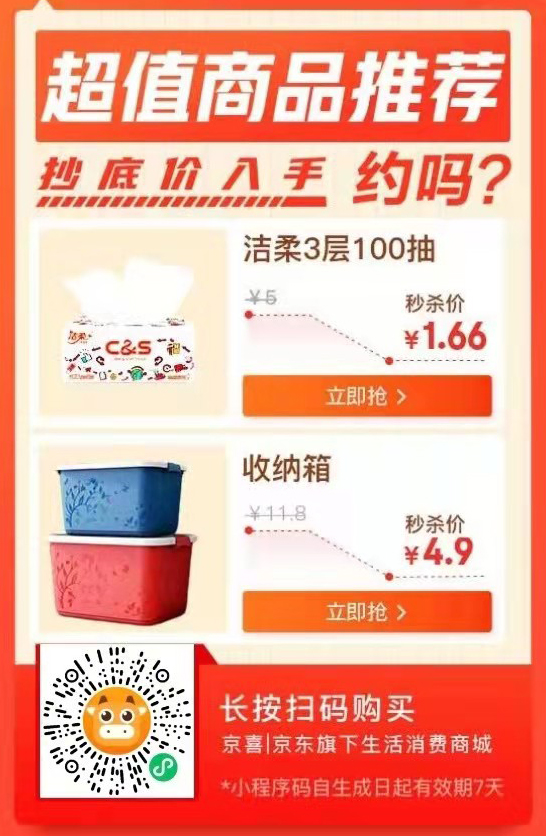 超值商品推荐
抄底价入手 约吗?
洁柔3层100抽
¥5
秒杀价
¥1.66
立即抢 >
洁柔
C&S
收纳箱
¥11.8
秒杀价
¥4.9
立即抢 >
长按扫码购买
京喜|京东旗下生活消费商城
*小程序码自生成日起有效期7天